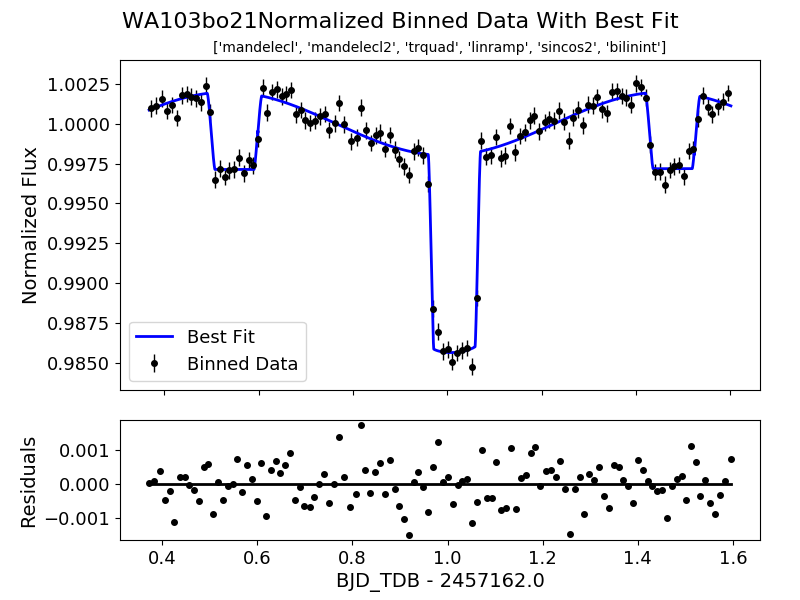 WA103bo21Normalized Binned Data With Best Fit
['mandelecl', 'mandelecl2', 'trquad', 'linramp', 'sincos2', 'bilinint']
Normalized Flux
1.0025
1.0000
0.9975
0.9950
0.9925
0.9900
0.9875
0.9850
Best Fit
Binned Data
Residuals
0.001
0.000
−0.001
0.4 0.6 0.8 1.0 1.2 1.4 1.6
BJD_TDB - 2457162.0